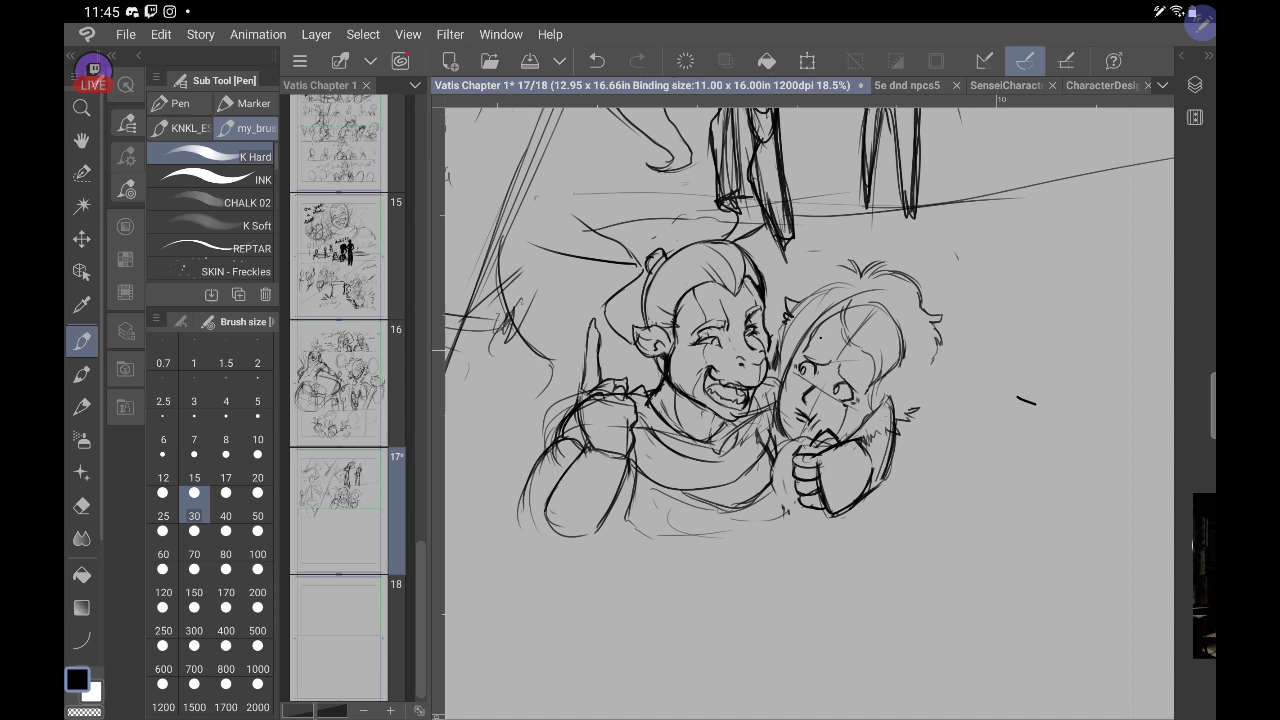 11:45
File Edit Story Animation Layer Select View Filter Window Help
LIVE
Sub Tool [Pen]
Pen
Marker
KNKL_ES
my_brus
K Hard
INK
CHALK 02
K Soft
REPTAR
SKIN - Freckles
Brush size [
0.7 1 1.5 2
2.5 3 4 5
6 7 8 10
12 15 17 20
25 30 40 50
60 70 80 100
120 150 170 200
250 300 400 500
600 700 800 1000
1200 1500 1700 2000
Vatis Chapter 1
15
16
17*
18
Vatis Chapter 1* 17/18 (12.95 x 16.66in Binding size:11.00 x 16.00in 1200dpi 18.5%)
5e dnd npcs5
SenseiCharact
CharacterDesig
10